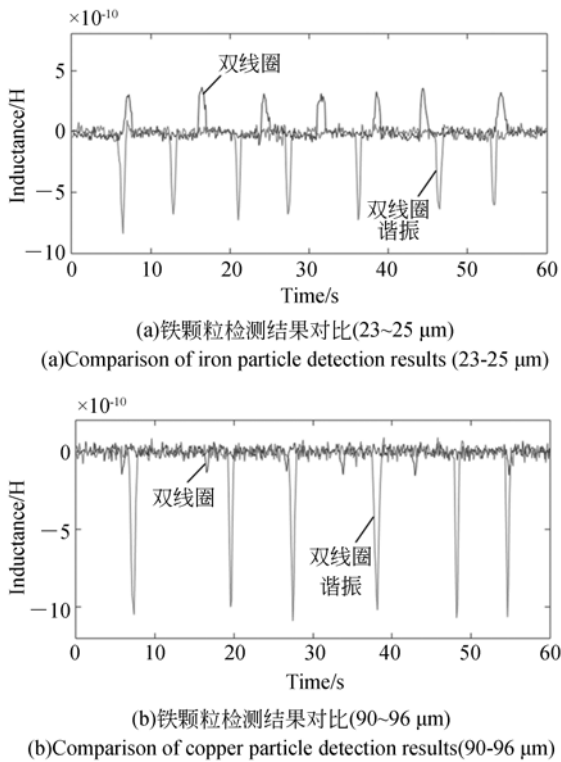 ×10-10
5
0
−5
−10
Inductance/H
双线圈
双线圈
谐振
0 10 20 30 40 50 60
Time/s
(a)铁颗粒检测结果对比(23~25 μm)
(a)Comparison of iron particle detection results (23-25 μm)
×10-10
0
−5
−10
Inductance/H
双线圈
双线圈
谐振
0 10 20 30 40 50 60
Time/s
(b)铁颗粒检测结果对比(90~96 μm)
(b)Comparison of copper particle detection results(90-96 μm)